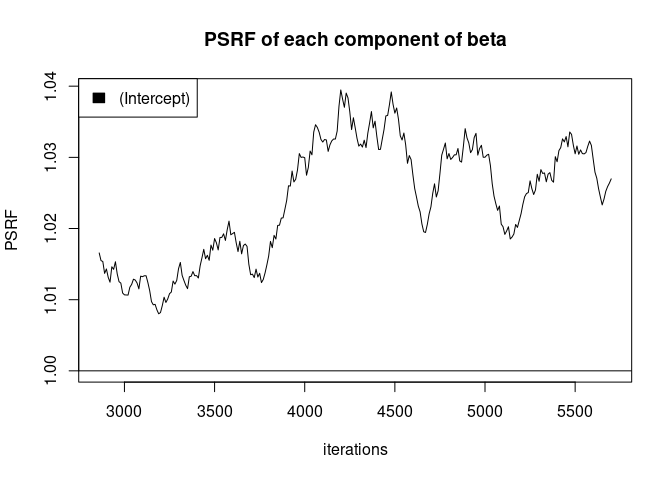 PSRF of each component of beta
(Intercept)
PSRF
1.04
1.03
1.02
1.01
1.00
3000 3500 4000 4500 5000 5500
iterations